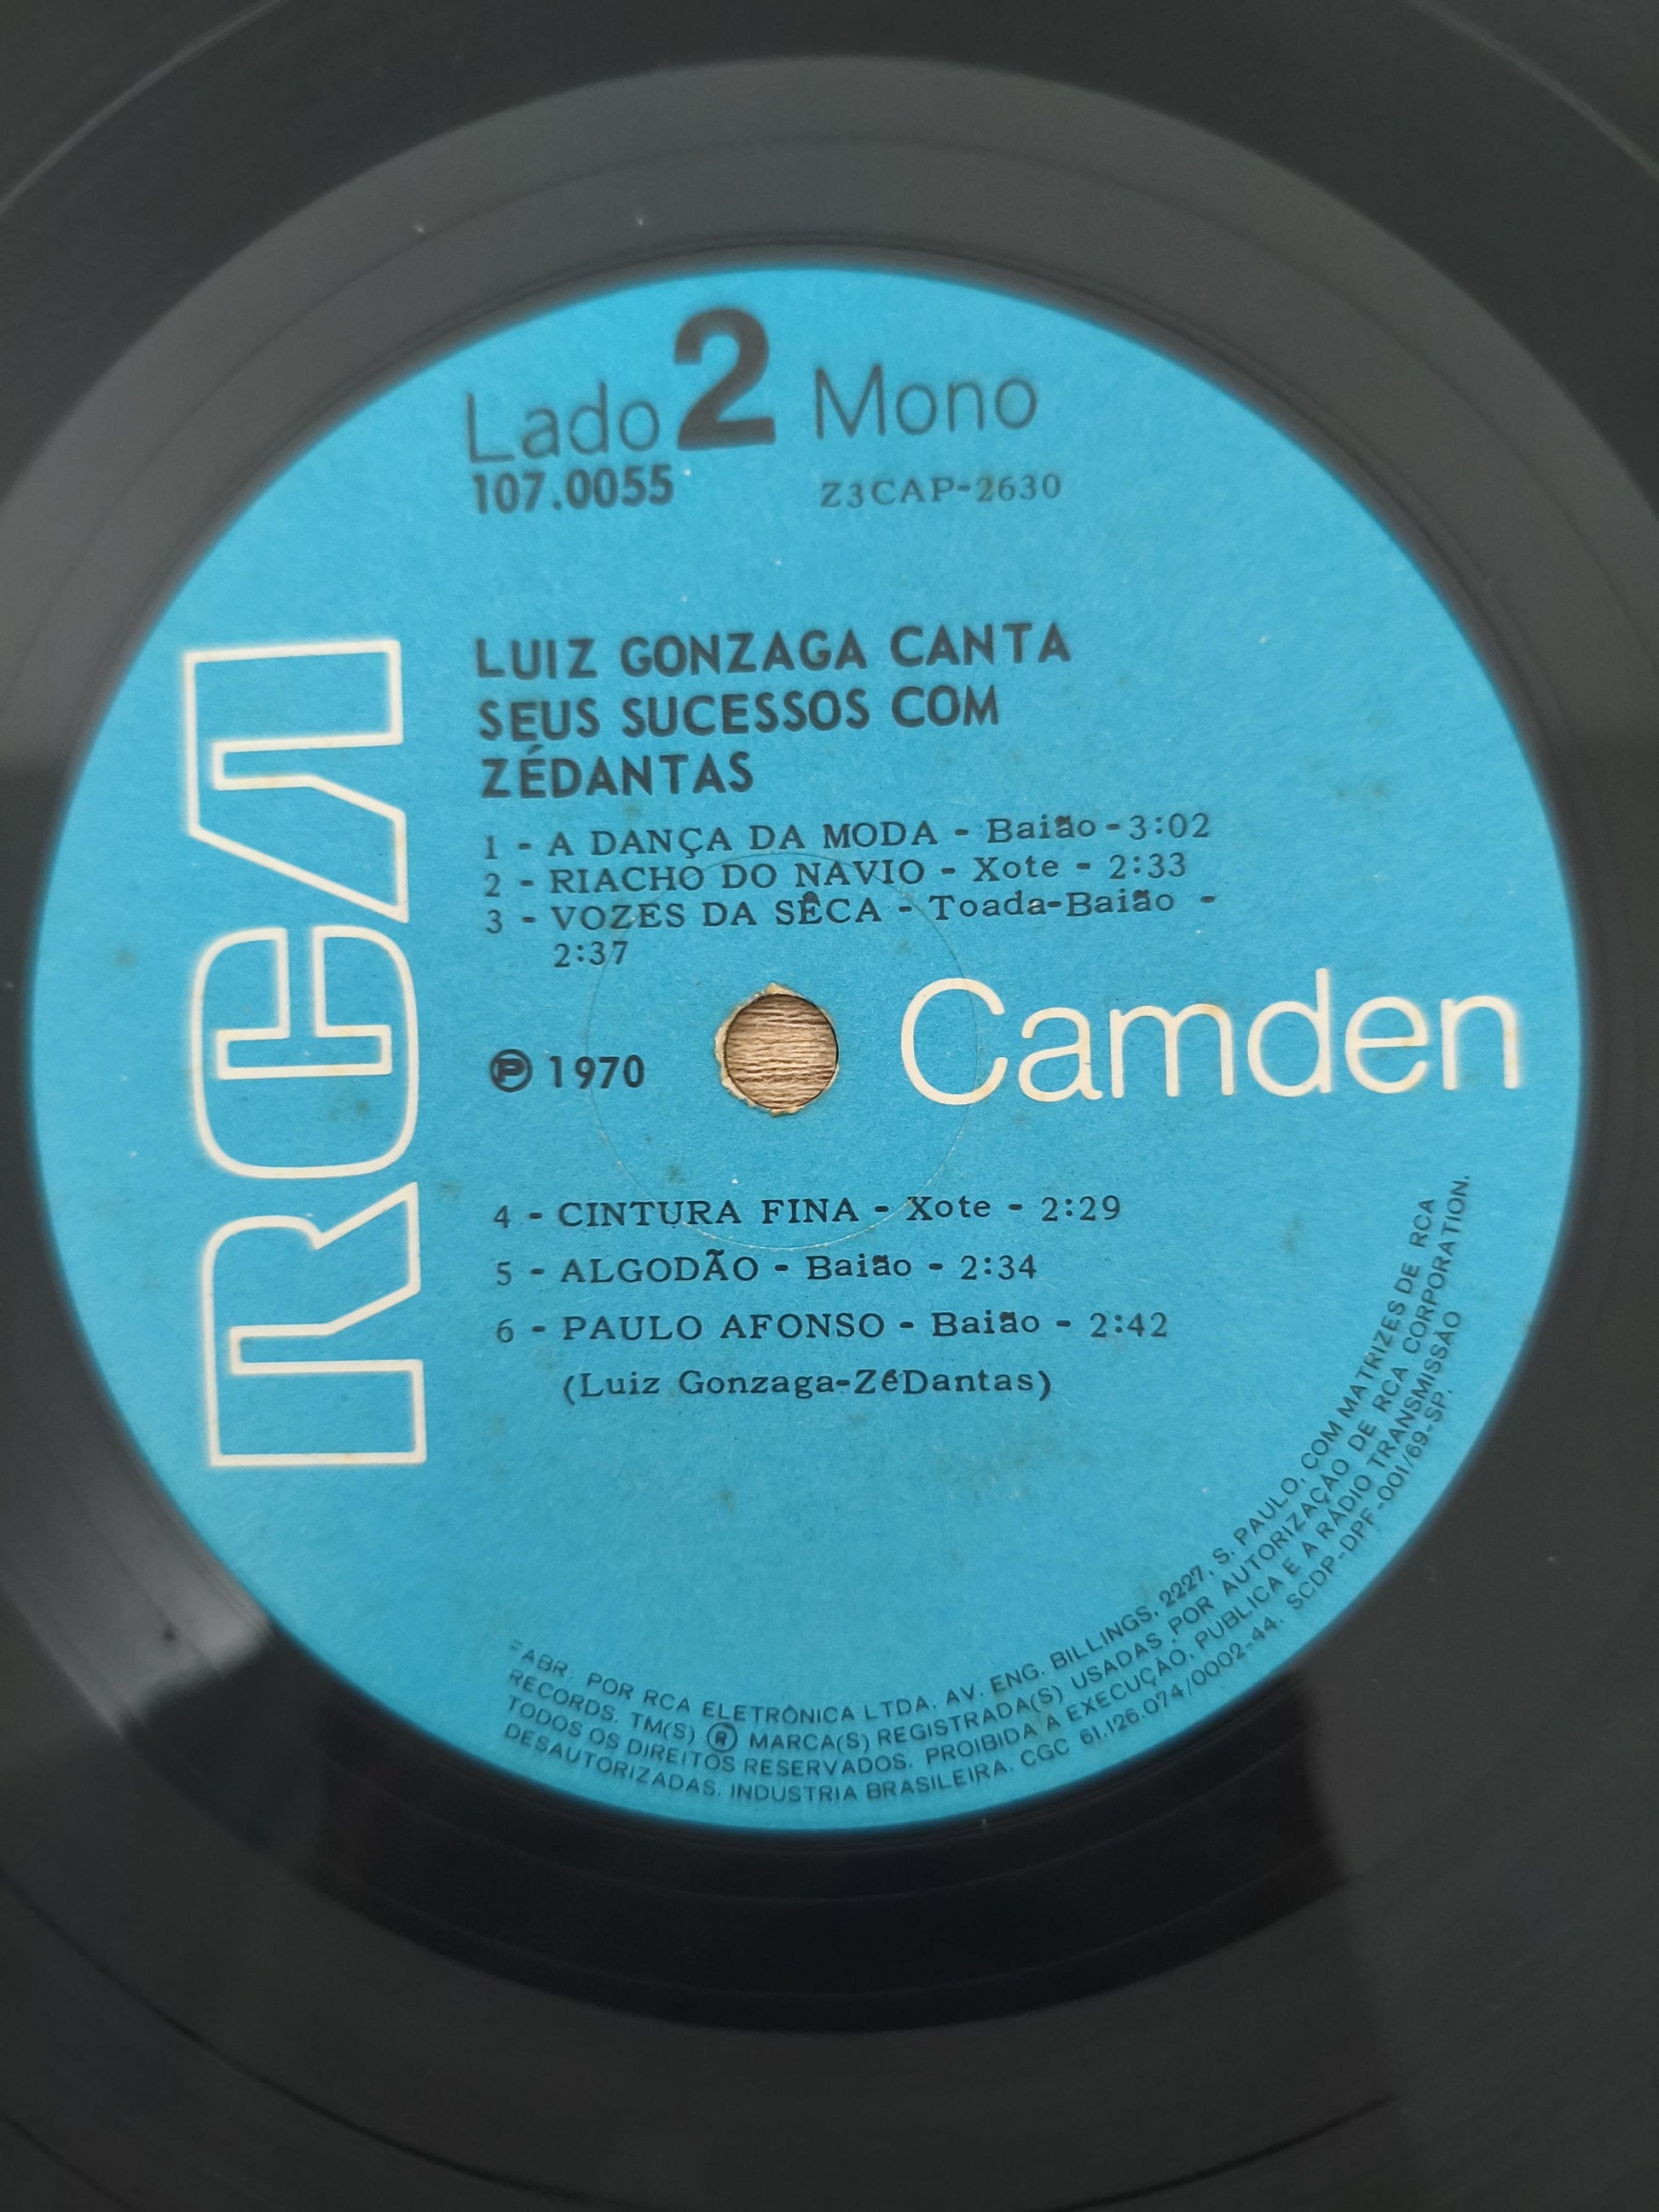 Lado 2 Mono
107.0055 Z3CAP-2630
LUIZ GONZAGA CANTA
SEUS SUCESSOS COM
ZÉDANTAS
1 - A DANÇA DA MODA - Baião - 3:02
2 - RIACHO DO NAVIO - Xote - 2:33
3 - VOZES DA SÊCA - Toada-Baião -
2:37
RCA
℗ 1970
Camden
4 - CINTURA FINA - Xote - 2:29
5 - ALGODÃO - Baião - 2:34
6 - PAULO AFONSO - Baião - 2:42
(Luiz Gonzaga-ZéDantas)
FABR. POR RCA ELETRÔNICA LTDA. AV. ENG. BILLINGS, 2227, S. PAULO, COM MATRIZES DE RCA
RECORDS. TM(S) ® MARCA(S) REGISTRADA(S) USADAS POR AUTORIZAÇÃO DE RCA CORPORATION.
TODOS OS DIREITOS RESERVADOS. PROIBIDA A EXECUÇÃO, PUBLICA E A RÁDIO TRANSMISSÃO
DESAUTORIZADAS. INDUSTRIA BRASILEIRA. CGC 61.126.074/0002-44. SCDP-DPF-001/69-SP.